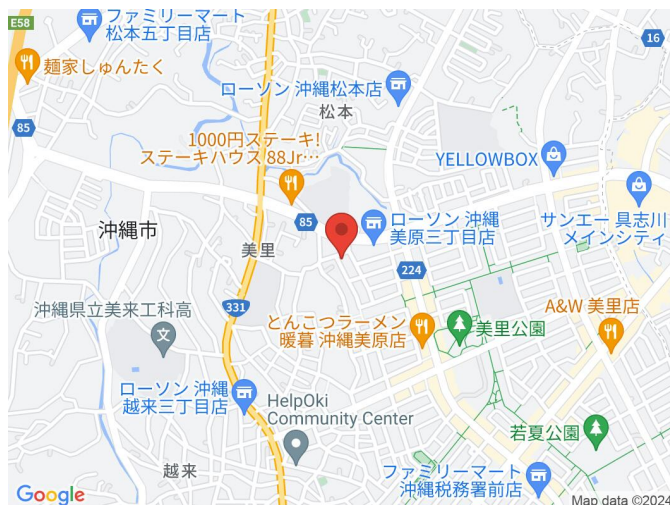 E58
ファミリーマート
松本五丁目店
16
麺家しゅんたく
ローソン 沖縄松本店
松本
85
1000円ステーキ!
ステーキハウス 88Jr…
YELLOWBOX
85
ローソン 沖縄
美原三丁目店
サンエー 具志川
メインシティ
沖縄市
美里
224
331
沖縄県立美来工科高
文
とんこつラーメン
暖暮 沖縄美原店
美里公園
A&W 美里店
ローソン 沖縄
越来三丁目店
HelpOki
Community Center
若夏公園
越来
ファミリーマート
沖縄税務署前店
Google
Map data ©2024